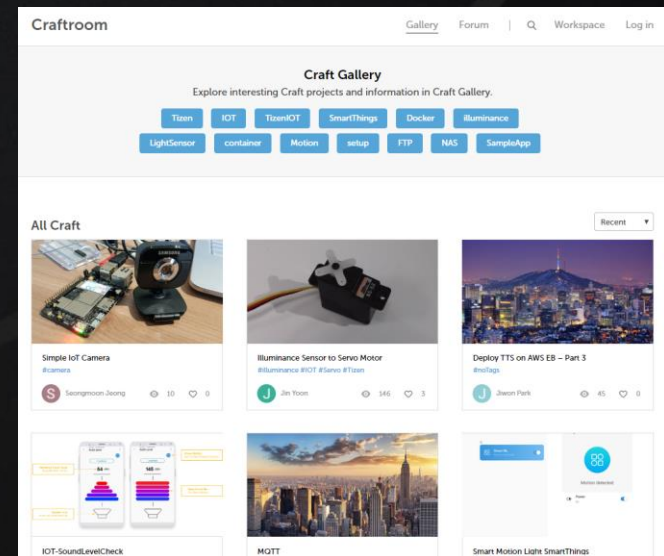 Craftroom
Gallery Forum | Workspace Log in
Craft Gallery
Explore interesting Craft projects and information in Craft Gallery.
Tizen IOT TizenIOT SmartThings Docker illuminance
LightSensor container Motion setup FTP NAS SampleApp
All Craft
Recent
SAMSUNG
Simple IoT Camera
#camera
S Seongmoon Jeong 10 0
Illuminance Sensor to Servo Motor
#illuminance #IOT #Servo #Tizen
J Jin Yoon 146 3
Deploy TTS on AWS EB – Part 3
#noTags
J Jiwon Park 45 0
IOT-SoundLevelCheck
MQTT
Motion Detected
Smart Motion Light SmartThings